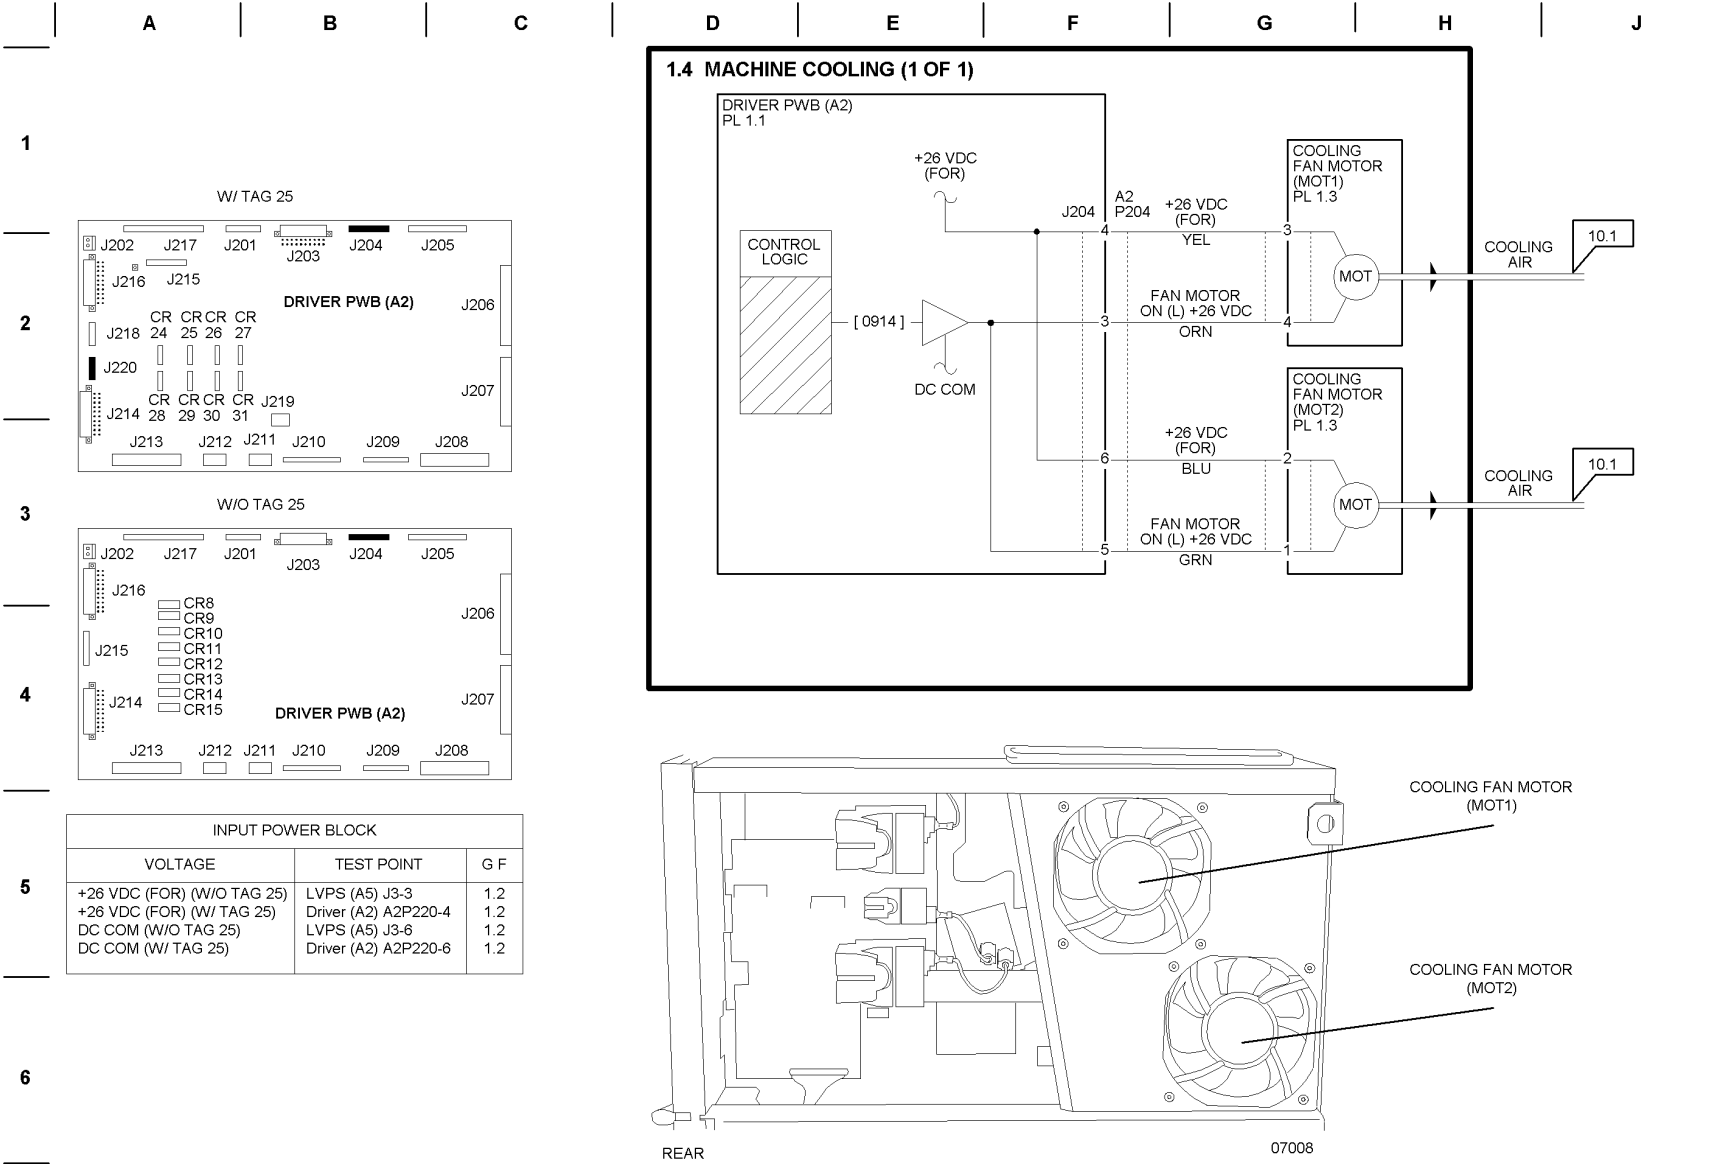 A B C D E F G H J
1
2
3
4
5
6
1.4 MACHINE COOLING (1 OF 1)
DRIVER PWB (A2)
PL 1.1
+26 VDC
(FOR)
CONTROL
LOGIC
[ 0914 ]
DC COM
J204
A2
P204
4
3
6
5
+26 VDC
(FOR)
YEL
FAN MOTOR
ON (L) +26 VDC
ORN
+26 VDC
(FOR)
BLU
FAN MOTOR
ON (L) +26 VDC
GRN
COOLING
FAN MOTOR
(MOT1)
PL 1.3
3
4
MOT
COOLING
AIR
10.1
COOLING
FAN MOTOR
(MOT2)
PL 1.3
2
1
MOT
COOLING
AIR
10.1
W/ TAG 25
J202 J217 J201 J203 J204 J205
J216 J215
DRIVER PWB (A2)
J206
J218
CR CR CR CR
24 25 26 27
J220
J207
J214
CR CR CR CR
28 29 30 31
J219
J213 J212 J211 J210 J209 J208
W/O TAG 25
J202 J217 J201 J203 J204 J205
J216
CR8
CR9
CR10
CR11
CR12
CR13
CR14
CR15
J206
J215
J214
J207
DRIVER PWB (A2)
J213 J212 J211 J210 J209 J208
INPUT POWER BLOCK
VOLTAGE TEST POINT G F
+26 VDC (FOR) (W/O TAG 25) LVPS (A5) J3-3 1.2
+26 VDC (FOR) (W/ TAG 25) Driver (A2) A2P220-4 1.2
DC COM (W/O TAG 25) LVPS (A5) J3-6 1.2
DC COM (W/ TAG 25) Driver (A2) A2P220-6 1.2
COOLING FAN MOTOR
(MOT1)
COOLING FAN MOTOR
(MOT2)
REAR
07008